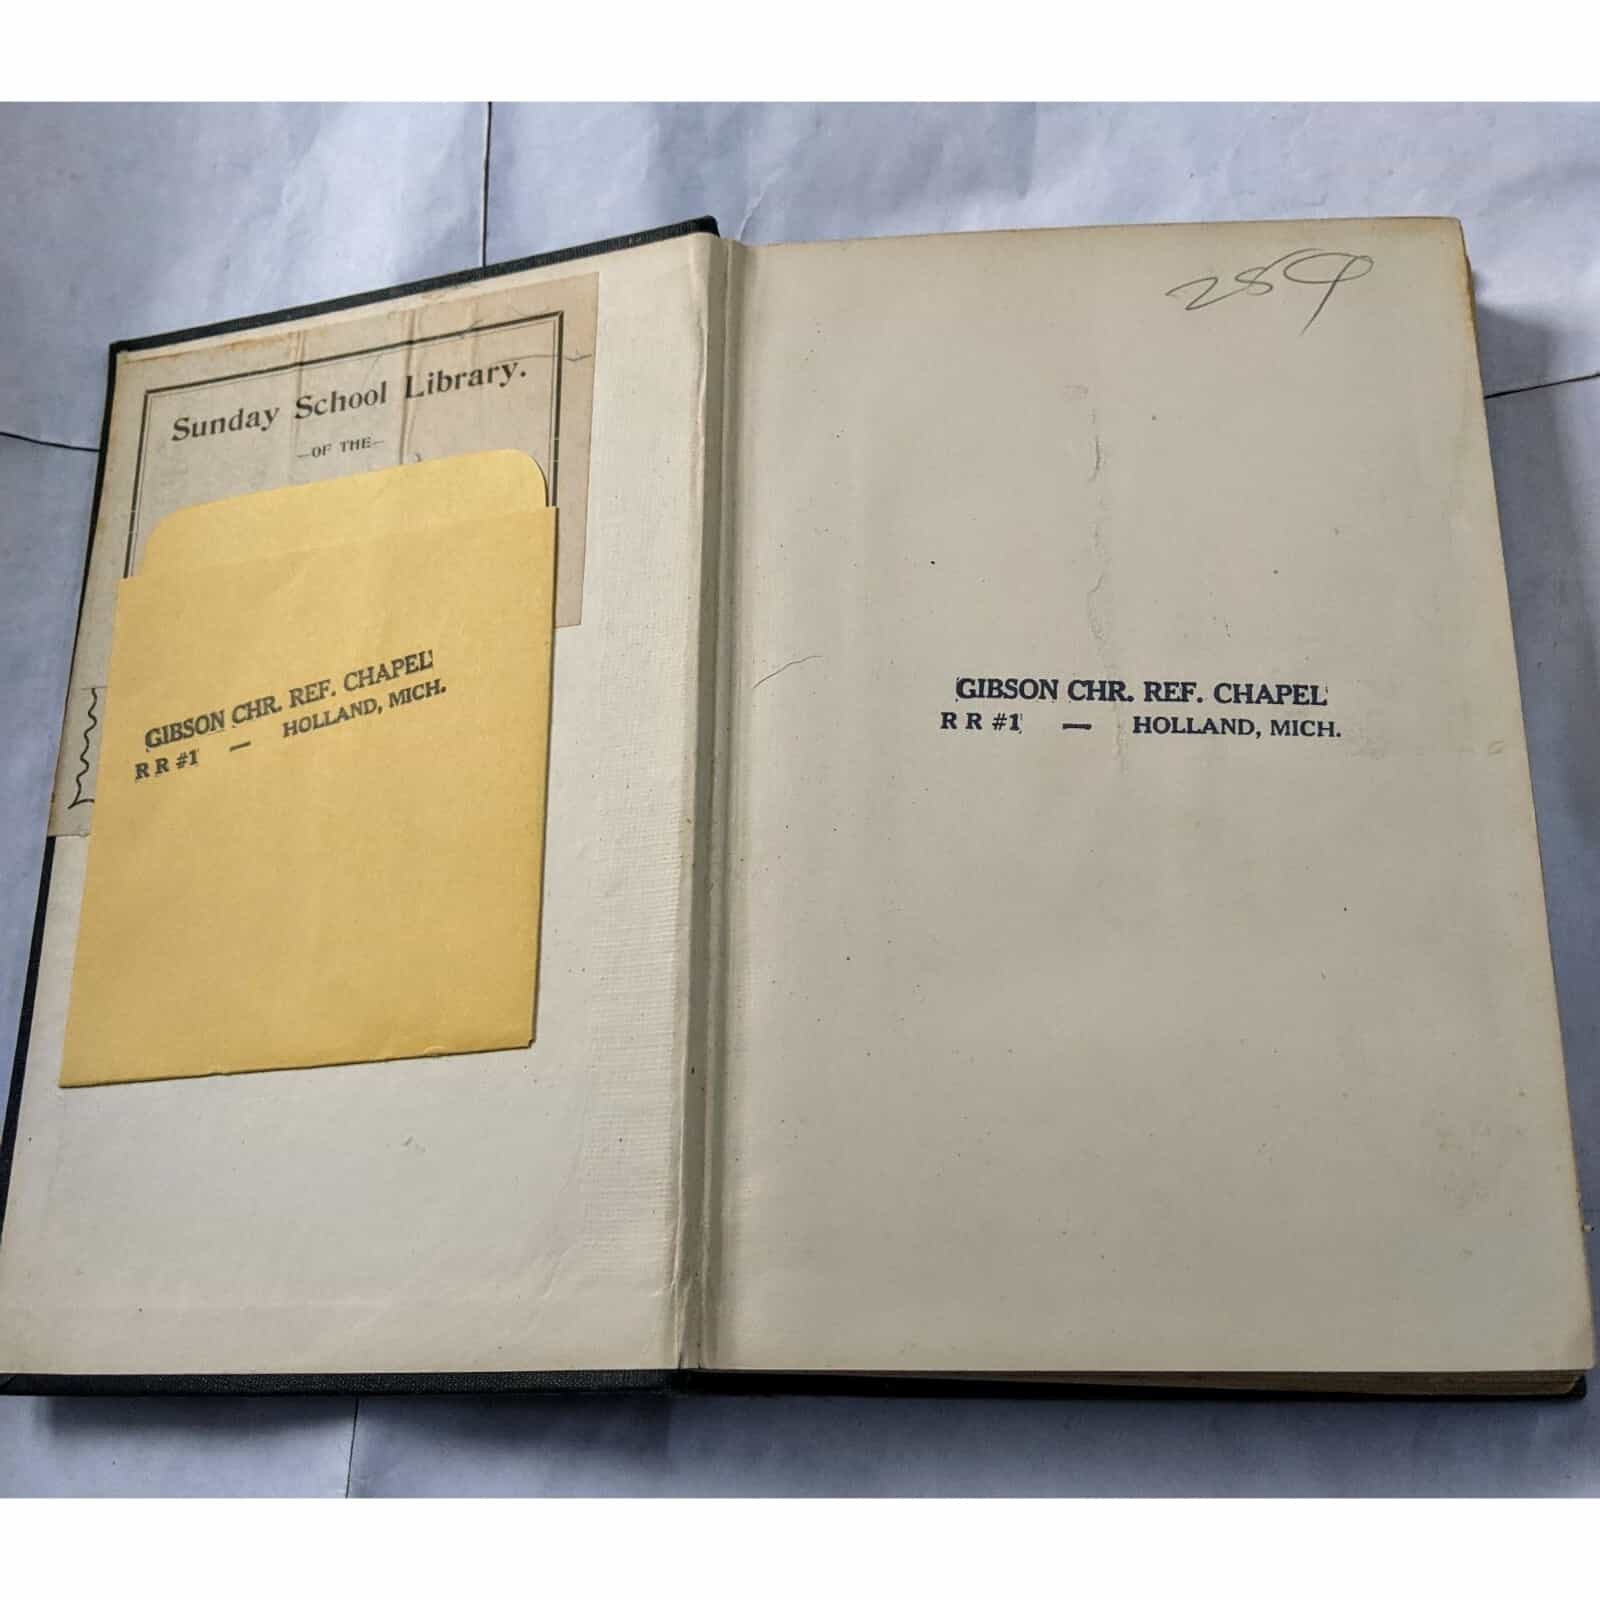 Sunday School Library.
—OF THE—
GIBSON CHR. REF. CHAPEL
R R #1 — HOLLAND, MICH.
289
GIBSON CHR. REF. CHAPEL
R R #1 — HOLLAND, MICH.